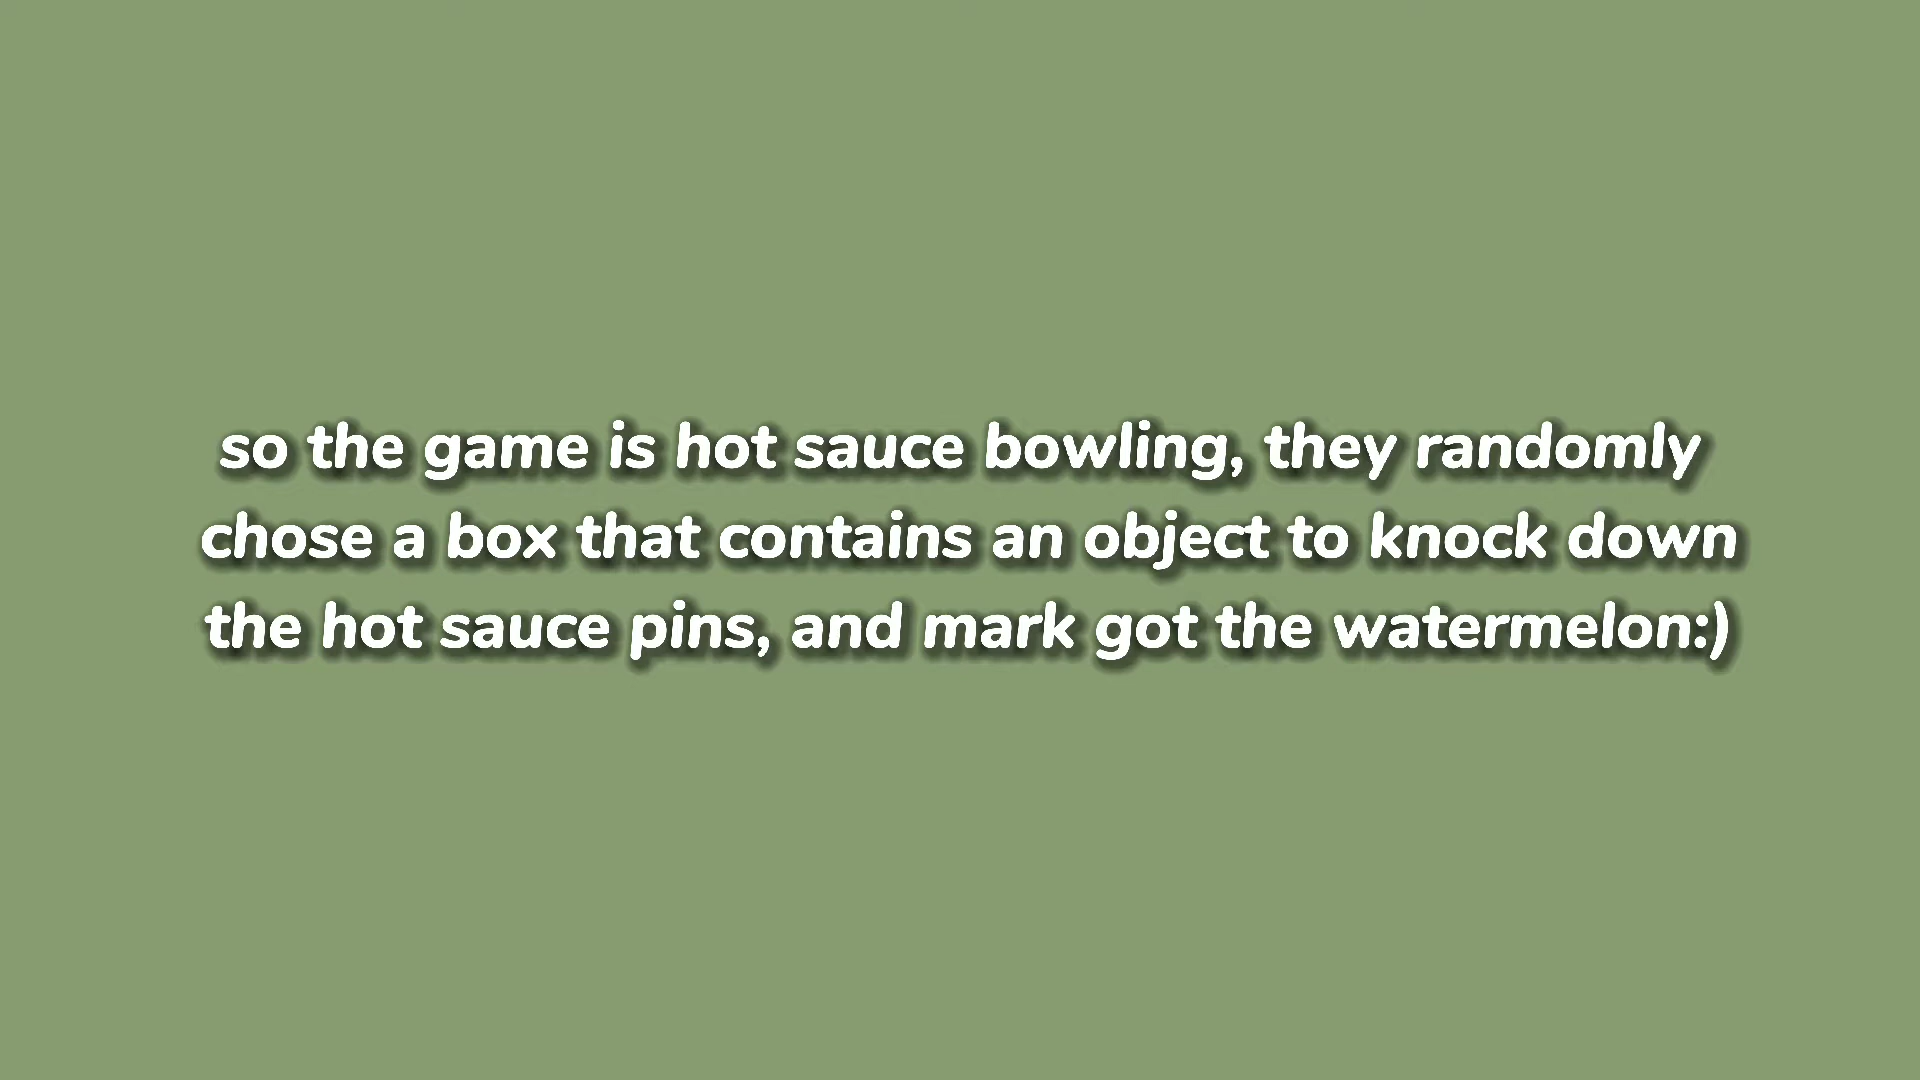 so the game is hot sauce bowling, they randomly
chose a box that contains an object to knock down
the hot sauce pins, and mark got the watermelon:)